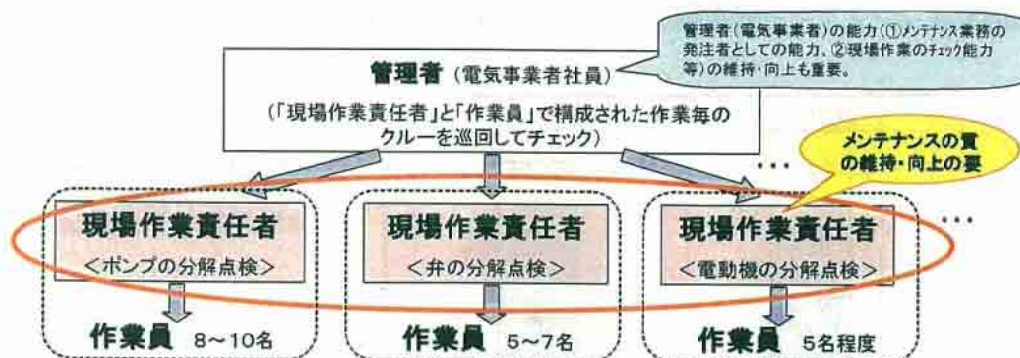 管理者(電気事業者)の能力(①メンテナンス業務の
発注者としての能力、②現場作業のチェック能力
等)の維持・向上も重要。
管理者 (電気事業者社員)
(「現場作業責任者」と「作業員」で構成された作業毎の
クルーを巡回してチェック)
メンテナンスの質
の維持・向上の要
…
…
現場作業責任者
<ポンプの分解点検>
現場作業責任者
<弁の分解点検>
現場作業責任者
<電動機の分解点検>
作業員 8~10名
作業員 5~7名
作業員 5名程度